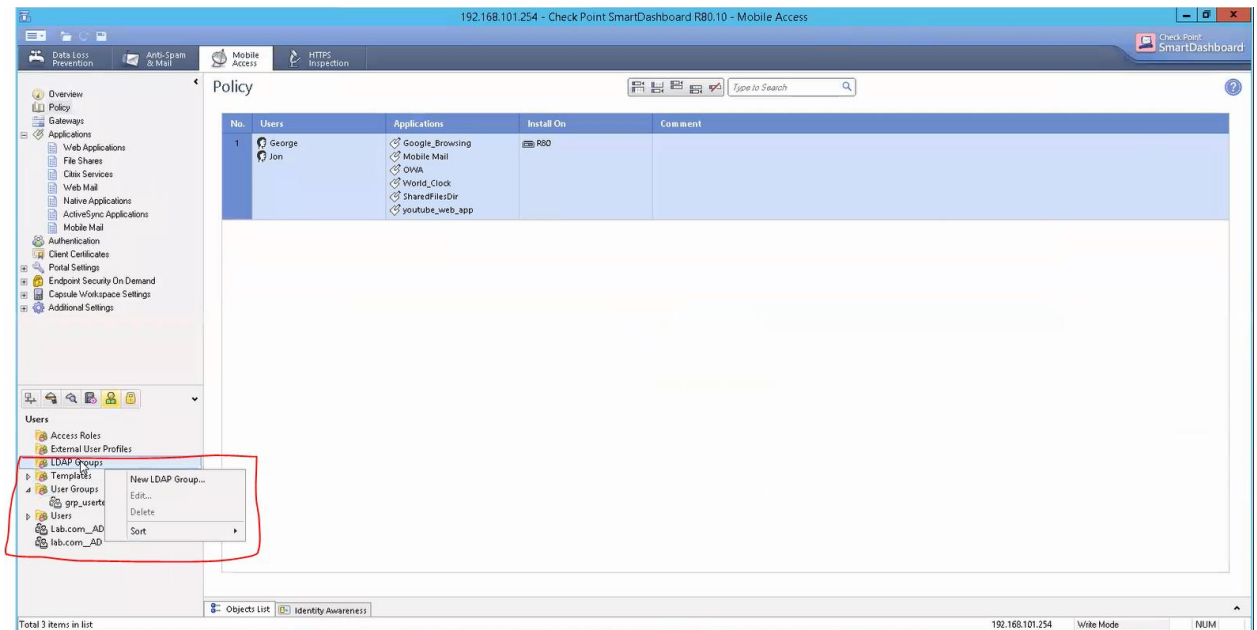 192.168.101.254 - Check Point SmartDashboard R80.10 - Mobile Access
Check Point
SmartDashboard
Data Loss
Prevention
Anti-Spam
& Mail
Mobile
Access
HTTPS
Inspection
Overview
Policy
Gateways
Applications
Web Applications
File Shares
Citrix Services
Web Mail
Native Applications
ActiveSync Applications
Mobile Mail
Authentication
Client Certificates
Portal Settings
Endpoint Security On Demand
Capsule Workspace Settings
Additional Settings
Policy
Type to Search
No. Users Applications Install On Comment
1 George Google_Browsing R80
Jon Mobile Mail
OWA
World_Clock
SharedFilesDir
youtube_web_app
Users
Access Roles
External User Profiles
LDAP Groups
Templates
User Groups
grp_userte
Users
Lab.com__AD
lab.com__AD
New LDAP Group...
Edit...
Delete
Sort
Objects List Identity Awareness
Total 3 items in list 192.168.101.254 Write Mode NUM